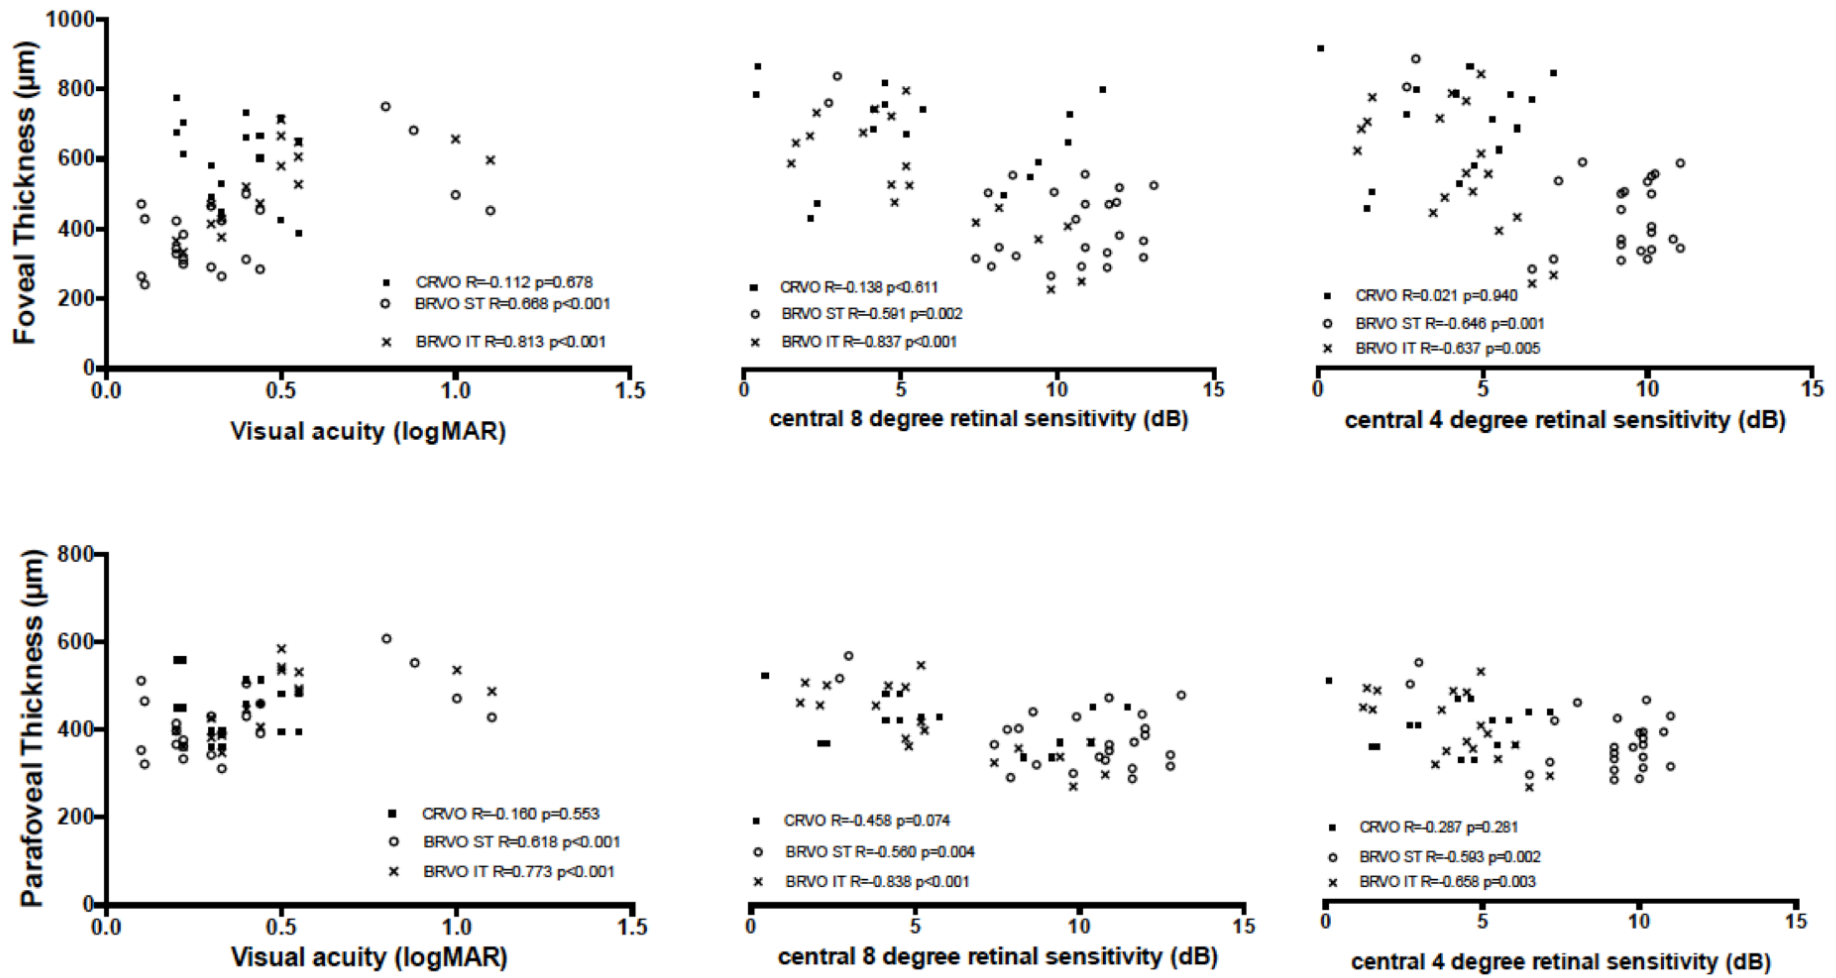 Foveal Thickness (µm)
1000
800
600
400
200
0
CRVO R=-0.112 p=0.678
BRVO ST R=0.668 p<0.001
BRVO IT R=0.813 p<0.001
0.0 0.5 1.0 1.5
Visual acuity (logMAR)
CRVO R=-0.138 p<0.611
BRVO ST R=-0.591 p=0.002
BRVO IT R=-0.837 p<0.001
0 5 10 15
central 8 degree retinal sensitivity (dB)
CRVO R=0.021 p=0.940
BRVO ST R=-0.646 p=0.001
BRVO IT R=-0.637 p=0.005
0 5 10 15
central 4 degree retinal sensitivity (dB)
Parafoveal Thickness (µm)
800
600
400
200
0
CRVO R=-0.160 p=0.553
BRVO ST R=0.618 p<0.001
BRVO IT R=0.773 p<0.001
0.0 0.5 1.0 1.5
Visual acuity (logMAR)
CRVO R=-0.458 p=0.074
BRVO ST R=-0.560 p=0.004
BRVO IT R=-0.838 p<0.001
0 5 10 15
central 8 degree retinal sensitivity (dB)
CRVO R=-0.287 p=0.281
BRVO ST R=-0.593 p=0.002
BRVO IT R=-0.658 p=0.003
0 5 10 15
central 4 degree retinal sensitivity (dB)